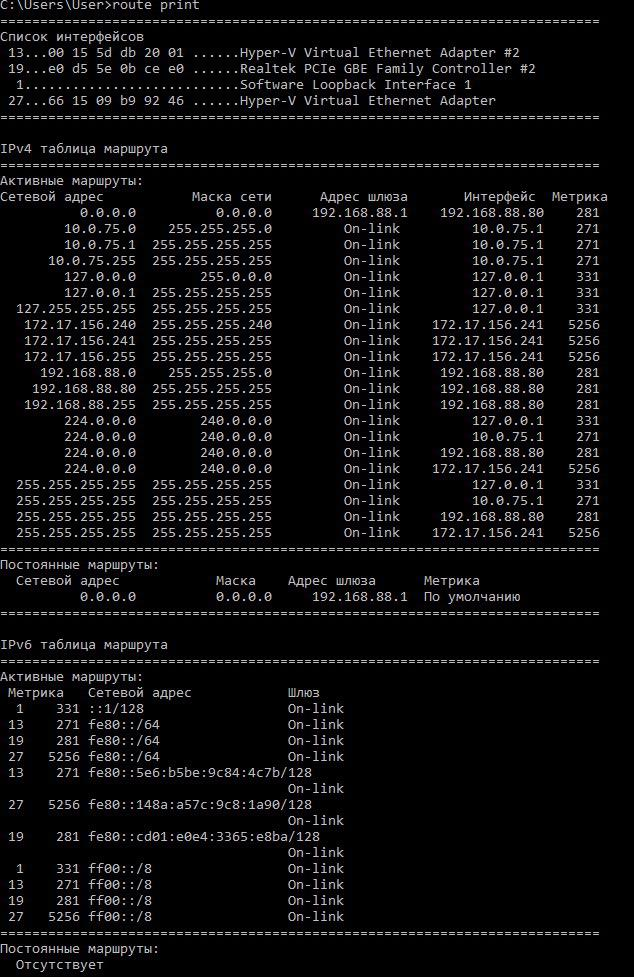 C:\Users\User>route print
===========================================================================
Список интерфейсов
 13...00 15 5d db 20 01 ......Hyper-V Virtual Ethernet Adapter #2
 19...e0 d5 5e 0b ce e0 ......Realtek PCIe GBE Family Controller #2
  1...........................Software Loopback Interface 1
 27...66 15 09 b9 92 46 ......Hyper-V Virtual Ethernet Adapter
===========================================================================
IPv4 таблица маршрута
===========================================================================
Активные маршруты:
Сетевой адрес           Маска сети      Адрес шлюза       Интерфейс  Метрика
          0.0.0.0          0.0.0.0     192.168.88.1    192.168.88.80    281
        10.0.75.0    255.255.255.0         On-link         10.0.75.1    271
        10.0.75.1  255.255.255.255         On-link         10.0.75.1    271
      10.0.75.255  255.255.255.255         On-link         10.0.75.1    271
        127.0.0.0        255.0.0.0         On-link         127.0.0.1    331
        127.0.0.1  255.255.255.255         On-link         127.0.0.1    331
  127.255.255.255  255.255.255.255         On-link         127.0.0.1    331
   172.17.156.240  255.255.255.240         On-link    172.17.156.241   5256
   172.17.156.241  255.255.255.255         On-link    172.17.156.241   5256
   172.17.156.255  255.255.255.255         On-link    172.17.156.241   5256
     192.168.88.0    255.255.255.0         On-link     192.168.88.80    281
    192.168.88.80  255.255.255.255         On-link     192.168.88.80    281
   192.168.88.255  255.255.255.255         On-link     192.168.88.80    281
        224.0.0.0        240.0.0.0         On-link         127.0.0.1    331
        224.0.0.0        240.0.0.0         On-link         10.0.75.1    271
        224.0.0.0        240.0.0.0         On-link     192.168.88.80    281
        224.0.0.0        240.0.0.0         On-link    172.17.156.241   5256
  255.255.255.255  255.255.255.255         On-link         127.0.0.1    331
  255.255.255.255  255.255.255.255         On-link         10.0.75.1    271
  255.255.255.255  255.255.255.255         On-link     192.168.88.80    281
  255.255.255.255  255.255.255.255         On-link    172.17.156.241   5256
===========================================================================
Постоянные маршруты:
  Сетевой адрес            Маска    Адрес шлюза      Метрика
          0.0.0.0          0.0.0.0     192.168.88.1  По умолчанию
===========================================================================
IPv6 таблица маршрута
===========================================================================
Активные маршруты:
 Метрика   Сетевой адрес            Шлюз
  1    331 ::1/128                  On-link
 13    271 fe80::/64                On-link
 19    281 fe80::/64                On-link
 27   5256 fe80::/64                On-link
 13    271 fe80::5e6:b5be:9c84:4c7b/128
                                    On-link
 27   5256 fe80::148a:a57c:9c8:1a90/128
                                    On-link
 19    281 fe80::cd01:e0e4:3365:e8ba/128
                                    On-link
  1    331 ff00::/8                 On-link
 13    271 ff00::/8                 On-link
 19    281 ff00::/8                 On-link
 27   5256 ff00::/8                 On-link
===========================================================================
Постоянные маршруты:
  Отсутствует